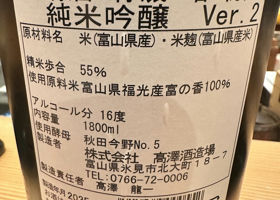 純米吟醸 Ver.2
原材料名 米(富山県産)・米麹(富山県産米)
精米歩合 55%
使用原料米富山県福光産富の香100%
アルコール分 16度
内容量 1800ml
使用酵母 秋田今野No.5
株式会社 高澤酒造場
富山県氷見市北大町18-7
TEL:0766-72-0006
製造責任者 高澤 龍一